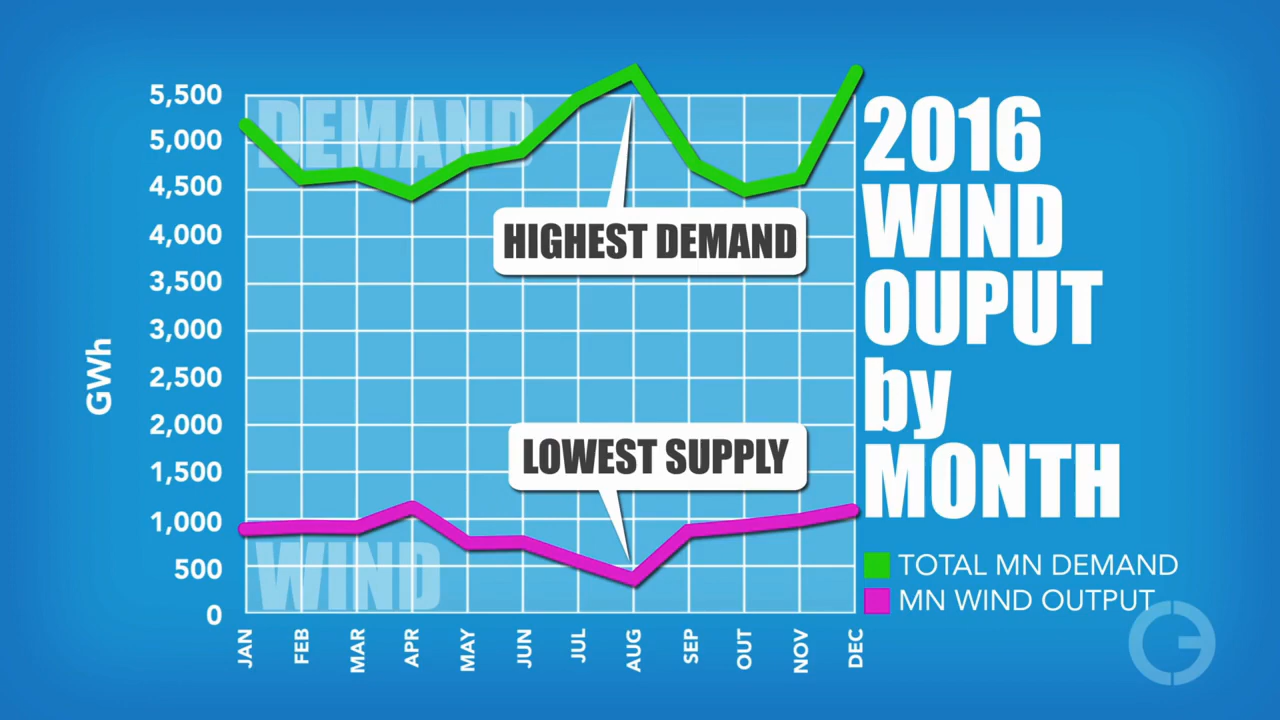 2016
WIND
OUPUT
by
MONTH
5,500
5,000
4,500
4,000
3,500
3,000
2,500
2,000
1,500
1,000
500
0
GWh
DEMAND
HIGHEST DEMAND
LOWEST SUPPLY
WIND
JAN
FEB
MAR
APR
MAY
JUN
JUL
AUG
SEP
OUT
NOV
DEC
TOTAL MN DEMAND
MN WIND OUTPUT